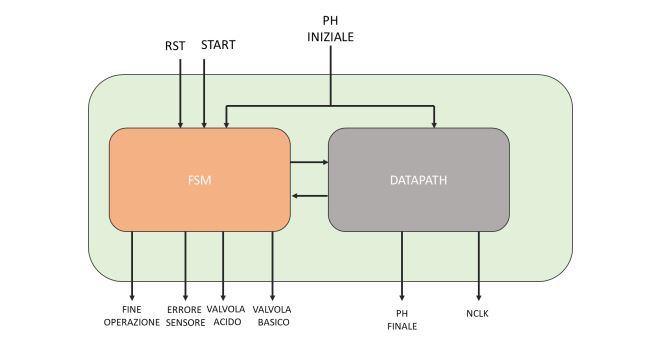 PH
INIZIALE
RST START
FSM
DATAPATH
FINE
OPERAZIONE
ERRORE
SENSORE
VALVOLA
ACIDO
VALVOLA
BASICO
PH
FINALE
NCLK